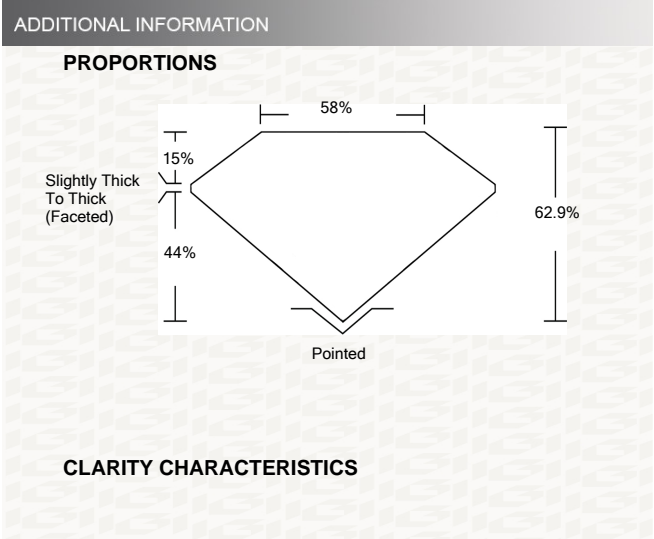 ADDITIONAL INFORMATION
PROPORTIONS
58%
15%
Slightly Thick
To Thick
(Faceted)
62.9%
44%
Pointed
CLARITY CHARACTERISTICS